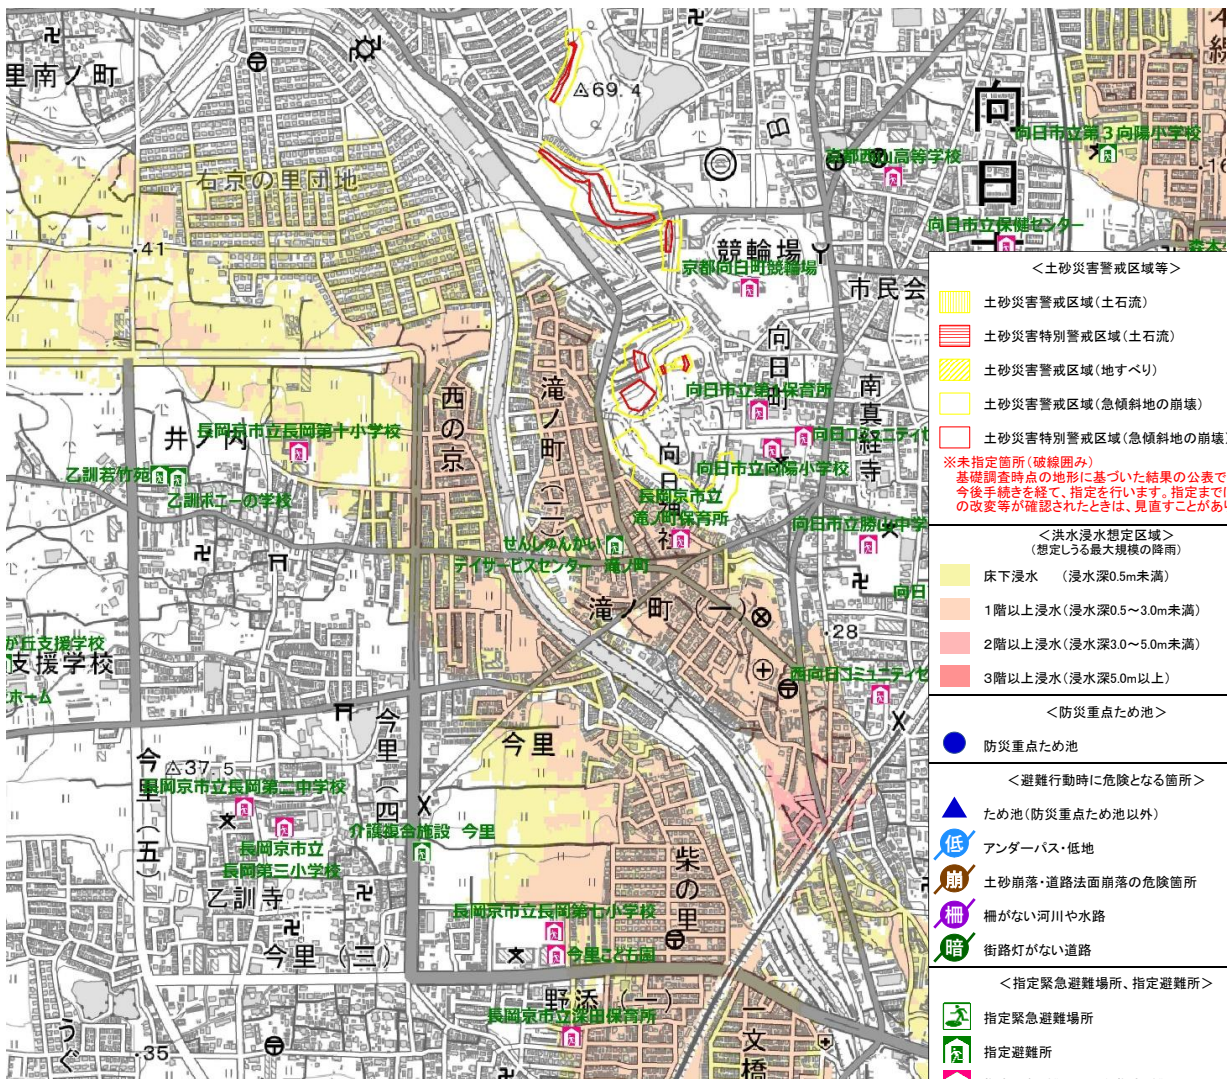 里南ノ町
69.4
右京の里団地
41
向日
向日市立第3向陽小学校
京都西山高等学校
向日市立保健センター
森本
競輪場
京都向日町競輪場
市民会
西の京
滝ノ町(二)
向日町
南真経寺
向日市立第1保育所
向日コミュニティセ
向日市立向陽小学校
向日神社
長岡京市立
滝ノ町保育所
向日市立勝山中学
井ノ内
長岡京市立長岡第十小学校
乙訓若竹苑
乙訓ポニーの学校
せんしゅんかい
デイサービスセンター 滝ノ町
滝ノ町(一)
28
向日
が丘支援学校
支援学校
ホーム
西向日コミュニティセ
今里
今里(四)
今里(五)
37.5
長岡京市立長岡第二中学校
長岡京市立
長岡第三小学校
介護複合施設 今里
乙訓寺
今里(三)
柴の里
長岡京市立長岡第七小学校
今里こども園
野添(一)
長岡京市立深田保育所
一文橋
うぐ
35
<土砂災害警戒区域等>
土砂災害警戒区域(土石流)
土砂災害特別警戒区域(土石流)
土砂災害警戒区域(地すべり)
土砂災害警戒区域(急傾斜地の崩壊)
土砂災害特別警戒区域(急傾斜地の崩壊)
※未指定箇所(破線囲み)
基礎調査時点の地形に基づいた結果の公表で
今後手続きを経て、指定を行います。指定まで
の改変等が確認されたときは、見直すことがあ
<洪水浸水想定区域>
(想定しうる最大規模の降雨)
床下浸水 (浸水深0.5m未満)
1階以上浸水(浸水深0.5～3.0m未満)
2階以上浸水(浸水深3.0～5.0m未満)
3階以上浸水(浸水深5.0m以上)
<防災重点ため池>
防災重点ため池
<避難行動時に危険となる箇所>
ため池(防災重点ため池以外)
低 アンダーパス・低地
崩 土砂崩落・道路法面崩落の危険箇所
柵 柵がない河川や水路
暗 街路灯がない道路
<指定緊急避難場所、指定避難所>
指定緊急避難場所
指定避難所